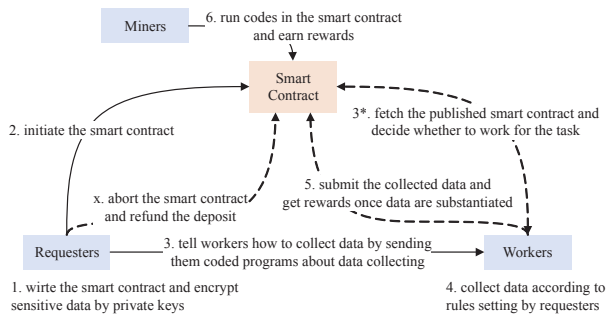 Miners
6. run codes in the smart contract
and earn rewards
Smart
Contract
3*. fetch the published smart contract and
decide whether to work for the task
2. initiate the smart contract
x. abort the smart contract
and refund the deposit
5. submit the collected data and
get rewards once data are substantiated
Requesters
3. tell workers how to collect data by sending
them coded programs about data collecting
Workers
1. wirte the smart contract and encrypt
sensitive data by private keys
4. collect data according to
rules setting by requesters